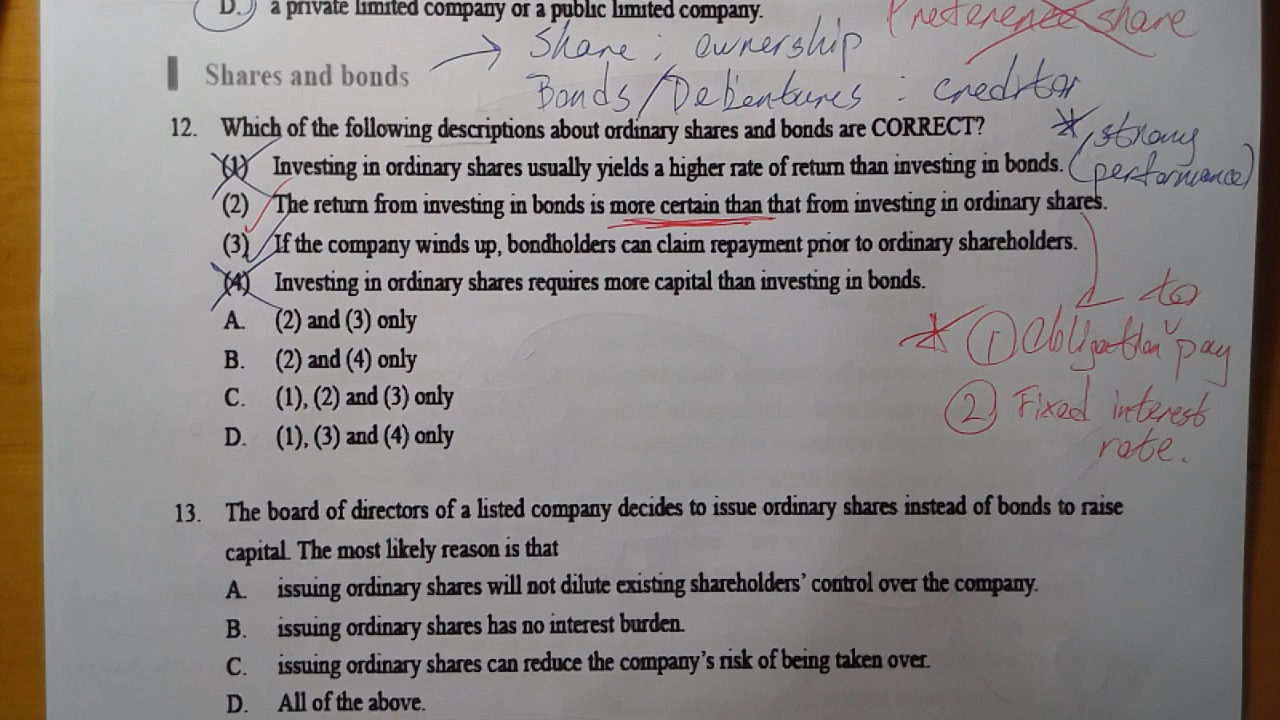 D. a private limited company or a public limited company.
Preference share
Share : ownership
Shares and bonds
Bonds/Debentures : creditor
12. Which of the following descriptions about ordinary shares and bonds are CORRECT?
strong
(performance)
(1) Investing in ordinary shares usually yields a higher rate of return than investing in bonds.
(2) The return from investing in bonds is more certain than that from investing in ordinary shares.
(3) If the company winds up, bondholders can claim repayment prior to ordinary shareholders.
(4) Investing in ordinary shares requires more capital than investing in bonds.
to
A. (2) and (3) only
① Obligation pay
B. (2) and (4) only
C. (1), (2) and (3) only
② Fixed interest
rate.
D. (1), (3) and (4) only
13. The board of directors of a listed company decides to issue ordinary shares instead of bonds to raise
capital. The most likely reason is that
A. issuing ordinary shares will not dilute existing shareholders' control over the company.
B. issuing ordinary shares has no interest burden.
C. issuing ordinary shares can reduce the company's risk of being taken over.
D. All of the above.